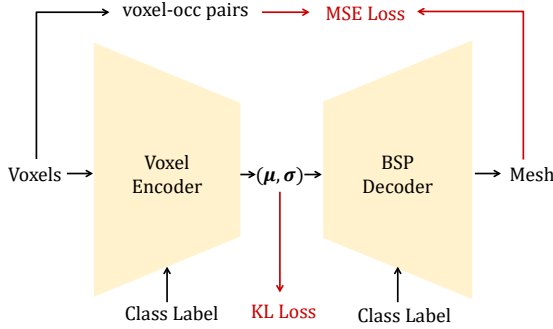 voxel-occ pairs
MSE Loss
Voxels
Voxel
Encoder
(μ, σ)
BSP
Decoder
Mesh
Class Label
KL Loss
Class Label